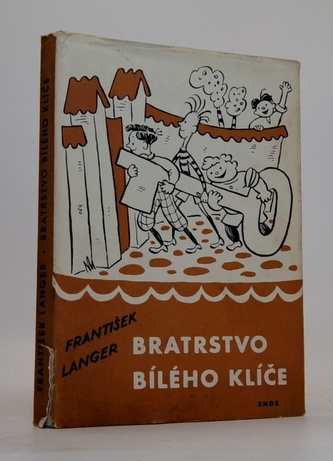 FRANTIŠEK LANGER · BRATRSTVO BÍLÉHO KLÍČE
FRANTIŠEK
LANGER
BRATRSTVO
BÍLÉHO KLÍČE
SNDK